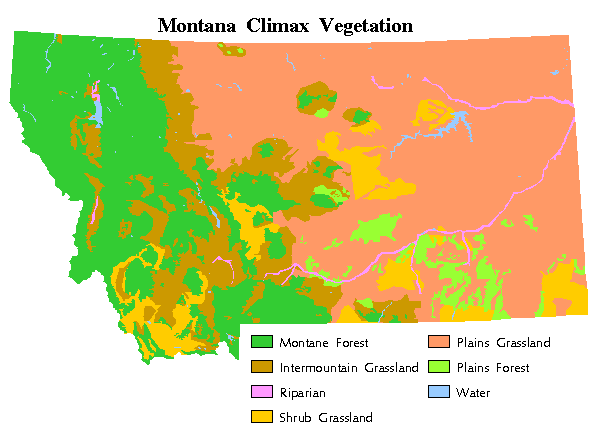 Montana Climax Vegetation
Montane Forest
Plains Grassland
Intermountain Grassland
Plains Forest
Riparian
Water
Shrub Grassland